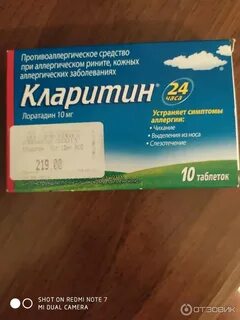 Противоаллергическое средство
при аллергическом рините, кожных
аллергических заболеваниях
Кларитин®
24
часа
Лоратадин 10 мг
Устраняет симптомы
аллергии:
• Чихание
• Выделения из носа
• Слезотечение
219 00
10 таблеток
SHOT ON REDMI NOTE 7
MI DUAL CAMERA
ОТЗОВИК